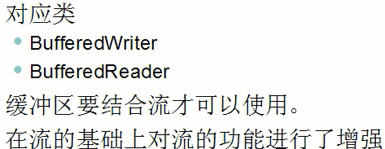 对应类
BufferedWriter
BufferedReader
缓冲区要结合流才可以使用。
在流的基础上对流的功能进行了增强